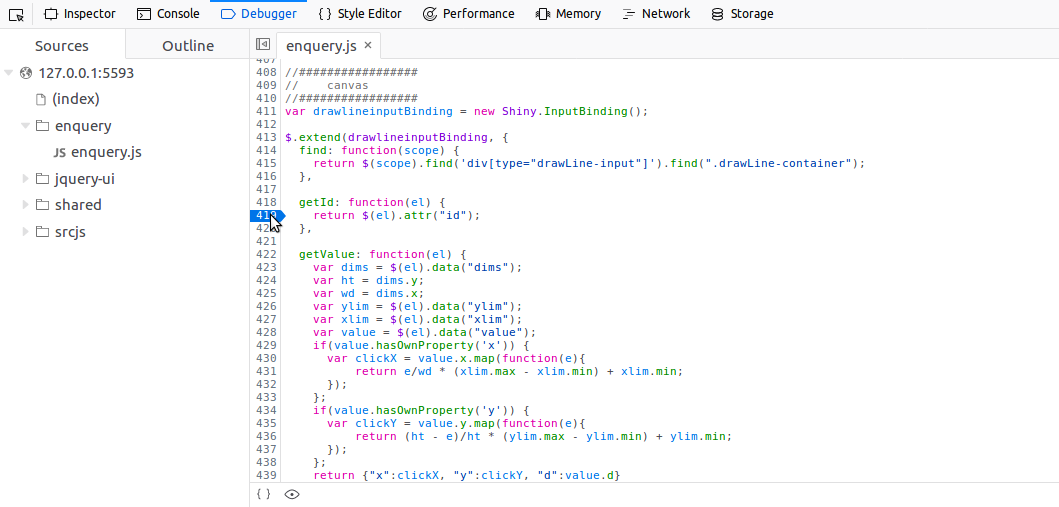 Inspector Console Debugger { } Style Editor Performance Memory Network Storage
Sources Outline enquery.js ×
127.0.0.1:5593
(index)
enquery
JS enquery.js
jquery-ui
shared
srcjs
407
408 //#################
409 // canvas
410 //#################
411 var drawlineinputBinding = new Shiny.InputBinding();
412
413 $.extend(drawlineinputBinding, {
414 find: function(scope) {
415 return $(scope).find('div[type="drawLine-input"]').find(".drawLine-container");
416 },
417
418 getId: function(el) {
419 return $(el).attr("id");
420 },
421
422 getValue: function(el) {
423 var dims = $(el).data("dims");
424 var ht = dims.y;
425 var wd = dims.x;
426 var ylim = $(el).data("ylim");
427 var xlim = $(el).data("xlim");
428 var value = $(el).data("value");
429 if(value.hasOwnProperty('x')) {
430 var clickX = value.x.map(function(e){
431 return e/wd * (xlim.max - xlim.min) + xlim.min;
432 });
433 };
434 if(value.hasOwnProperty('y')) {
435 var clickY = value.y.map(function(e){
436 return (ht - e)/ht * (ylim.max - ylim.min) + ylim.min;
437 });
438 };
439 return {"x":clickX, "y":clickY, "d":value.d}
{ }